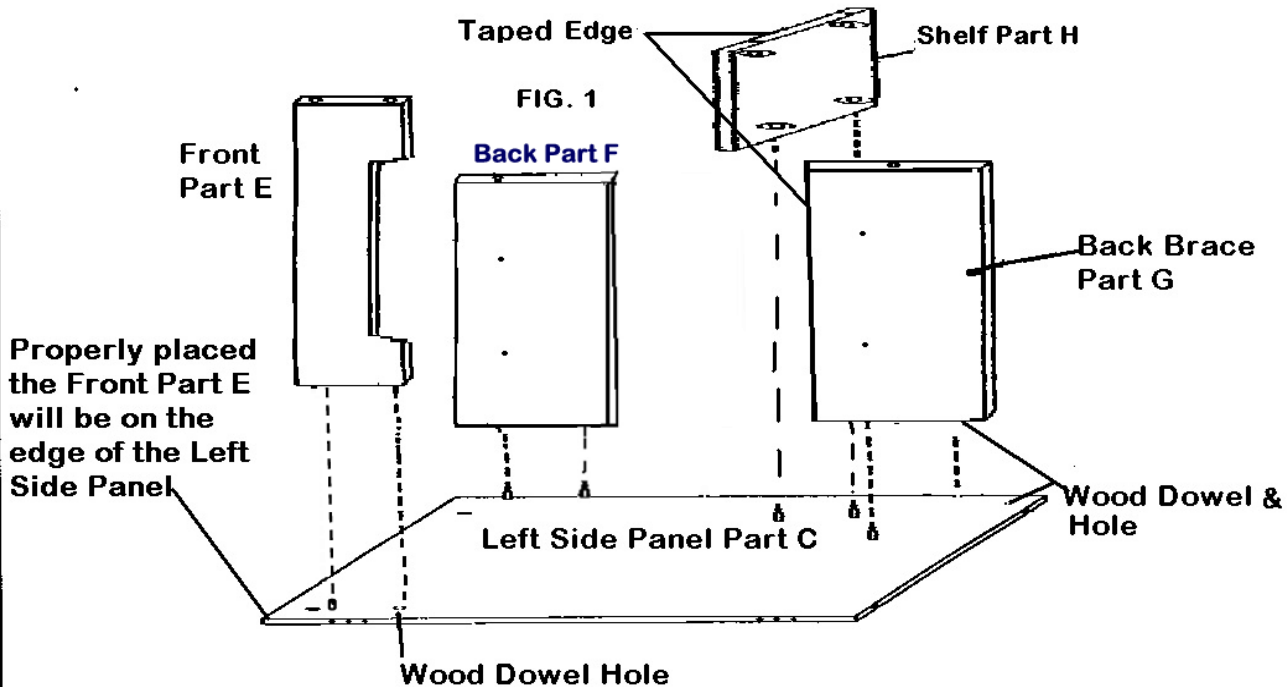 Taped Edge
Shelf Part H
FIG. 1
Front
Part E
Back Part F
Back Brace
Part G
Properly placed
the Front Part E
will be on the
edge of the Left
Side Panel
Left Side Panel Part C
Wood Dowel &
Hole
Wood Dowel Hole